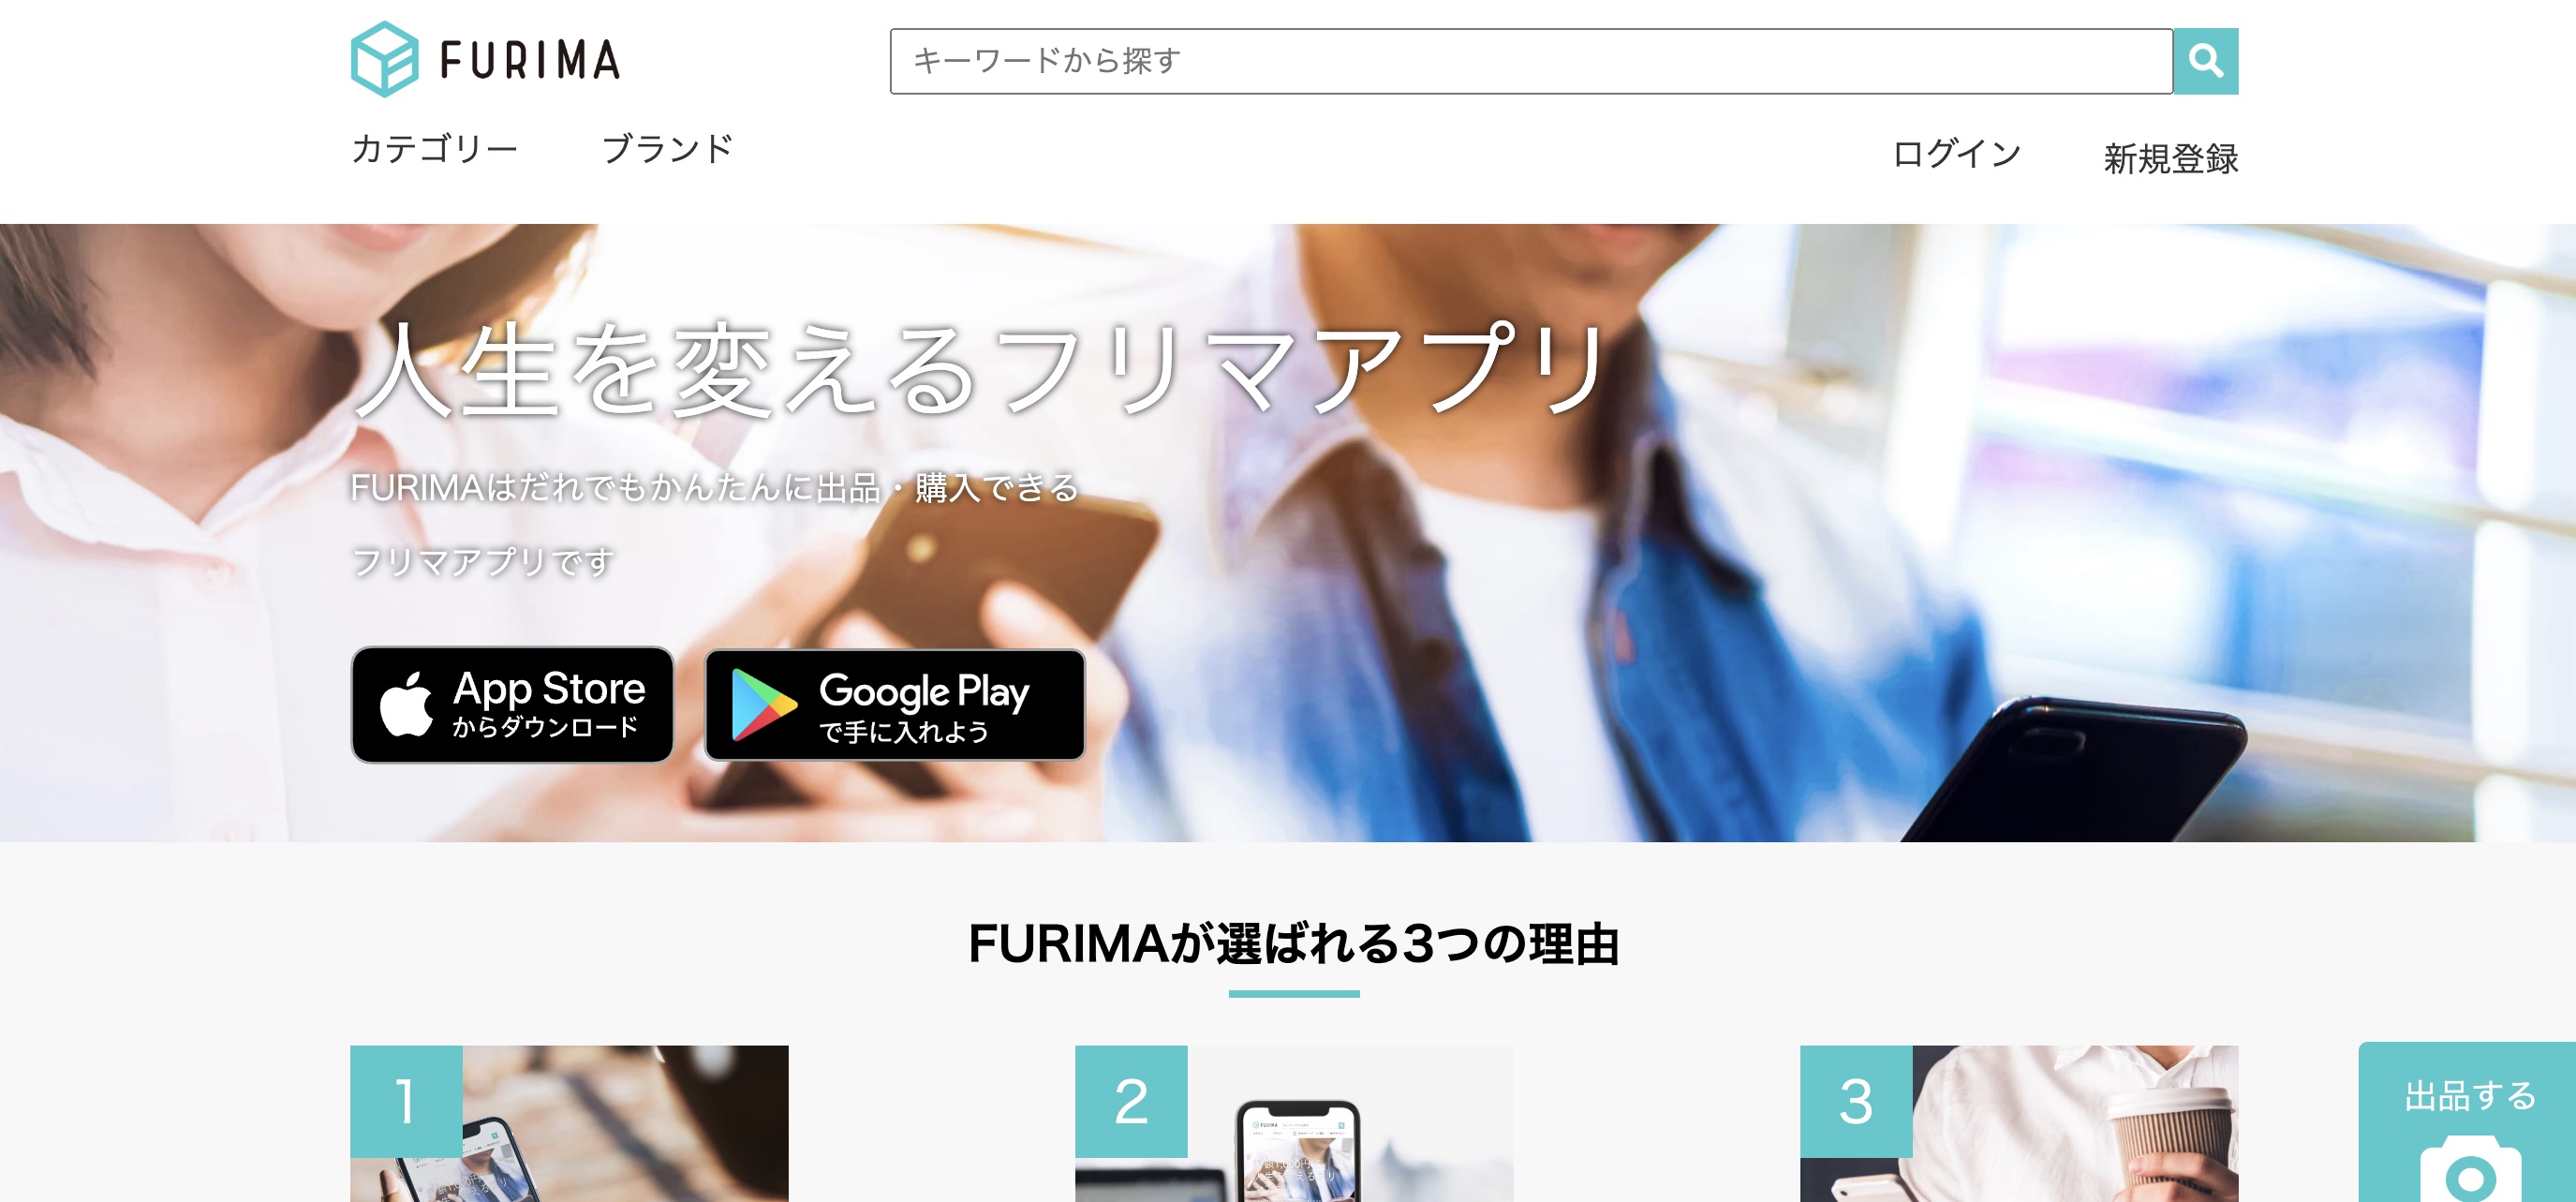 FURIMA
キーワードから探す
カテゴリー ブランド ログイン 新規登録
人生を変えるフリマアプリ
FURIMAはだれでもかんたんに出品・購入できる
フリマアプリです
App Store
からダウンロード
Google Play
で手に入れよう
FURIMAが選ばれる3つの理由
1
2
3
出品する